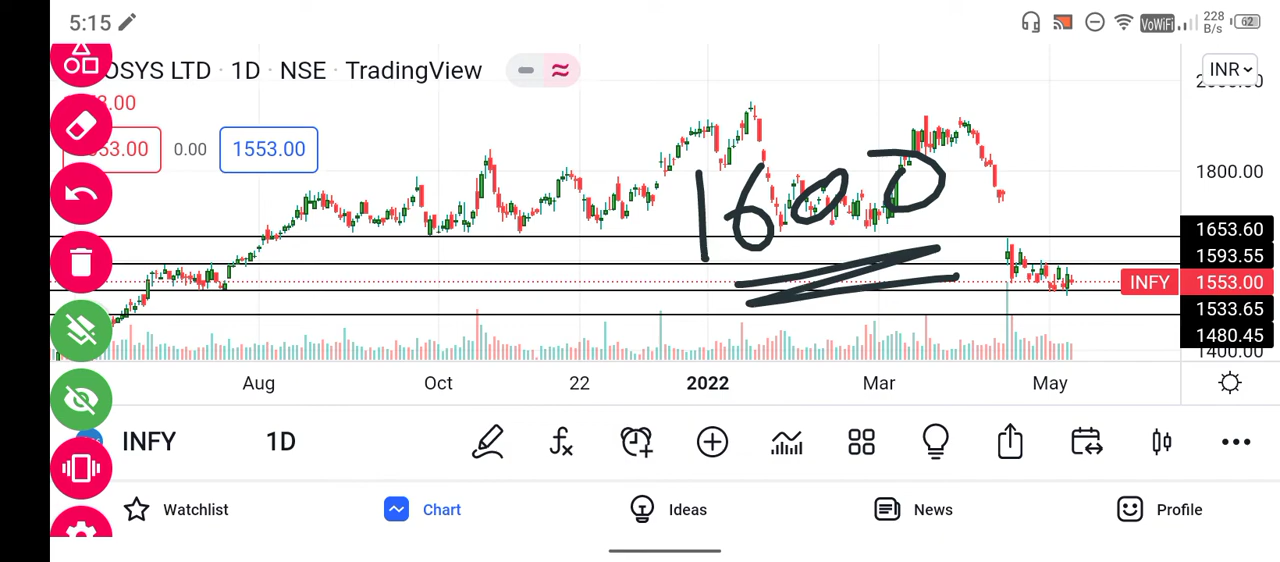 5:15
VoWiFi 228 B/s 62
OSYS LTD · 1D · NSE · TradingView
INR
1800.00
53.00 0.00 1553.00
1600
1653.60
1593.55
INFY 1553.00
1533.65
1480.45
1400.00
Aug Oct 22 2022 Mar May
INFY 1D
Watchlist Chart Ideas News Profile